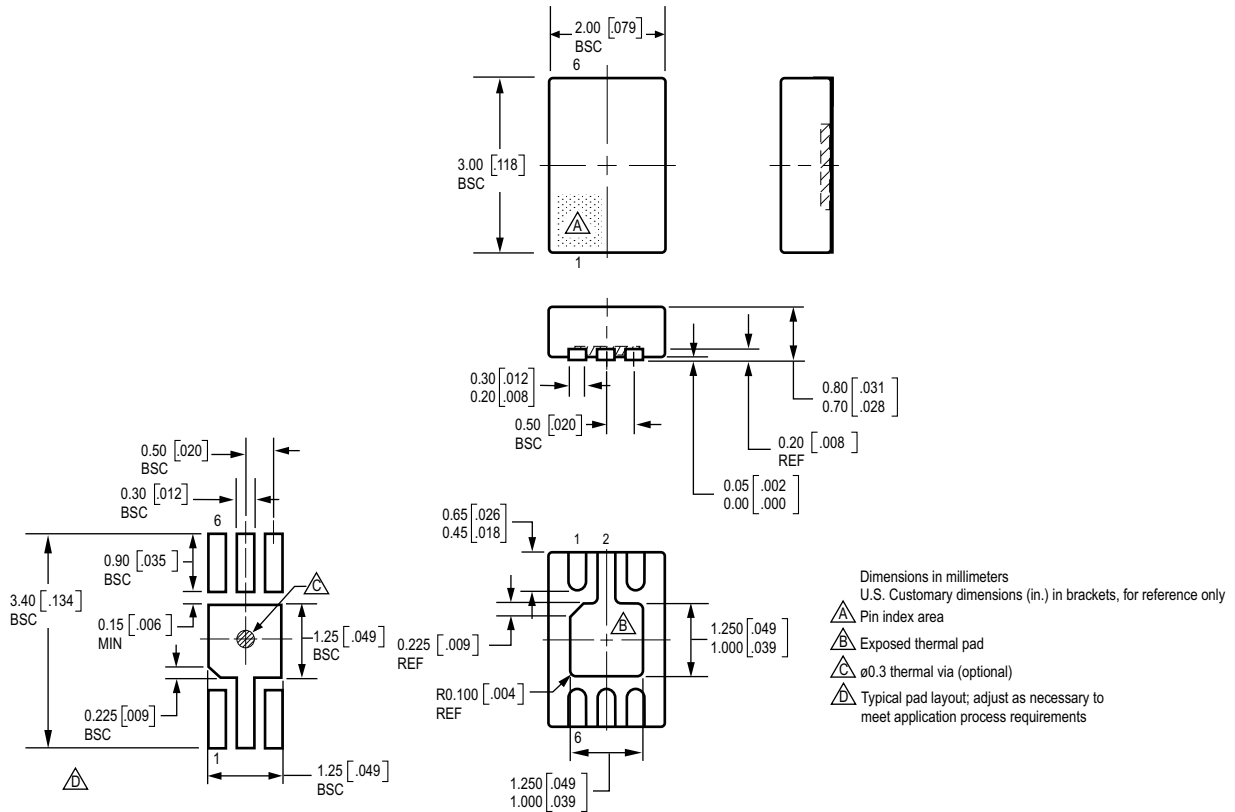 2.00 [.079]
BSC
6
3.00 [.118]
BSC
A
1
0.30 [.012]
0.20 [.008]
0.50 [.020]
BSC
0.80 [.031]
0.70 [.028]
0.20 [.008]
REF
0.05 [.002]
0.00 [.000]
0.50 [.020]
BSC
0.30 [.012]
BSC
6
0.90 [.035]
BSC
3.40 [.134]
BSC
C
0.15 [.006]
MIN
1.25 [.049]
BSC
0.225 [.009]
BSC
1
1.25 [.049]
BSC
D
0.65 [.026]
0.45 [.018]
1 2
B
0.225 [.009]
REF
1.250 [.049]
1.000 [.039]
R0.100 [.004]
REF
6
1.250 [.049]
1.000 [.039]
Dimensions in millimeters
U.S. Customary dimensions (in.) in brackets, for reference only
A Pin index area
B Exposed thermal pad
C ø0.3 thermal via (optional)
D Typical pad layout; adjust as necessary to
meet application process requirements